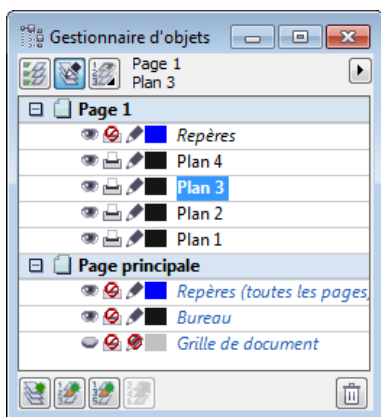 Gestionnaire d'objets
Page 1
Plan 3
Page 1
Repères
Plan 4
Plan 3
Plan 2
Plan 1
Page principale
Repères (toutes les pages)
Bureau
Grille de document